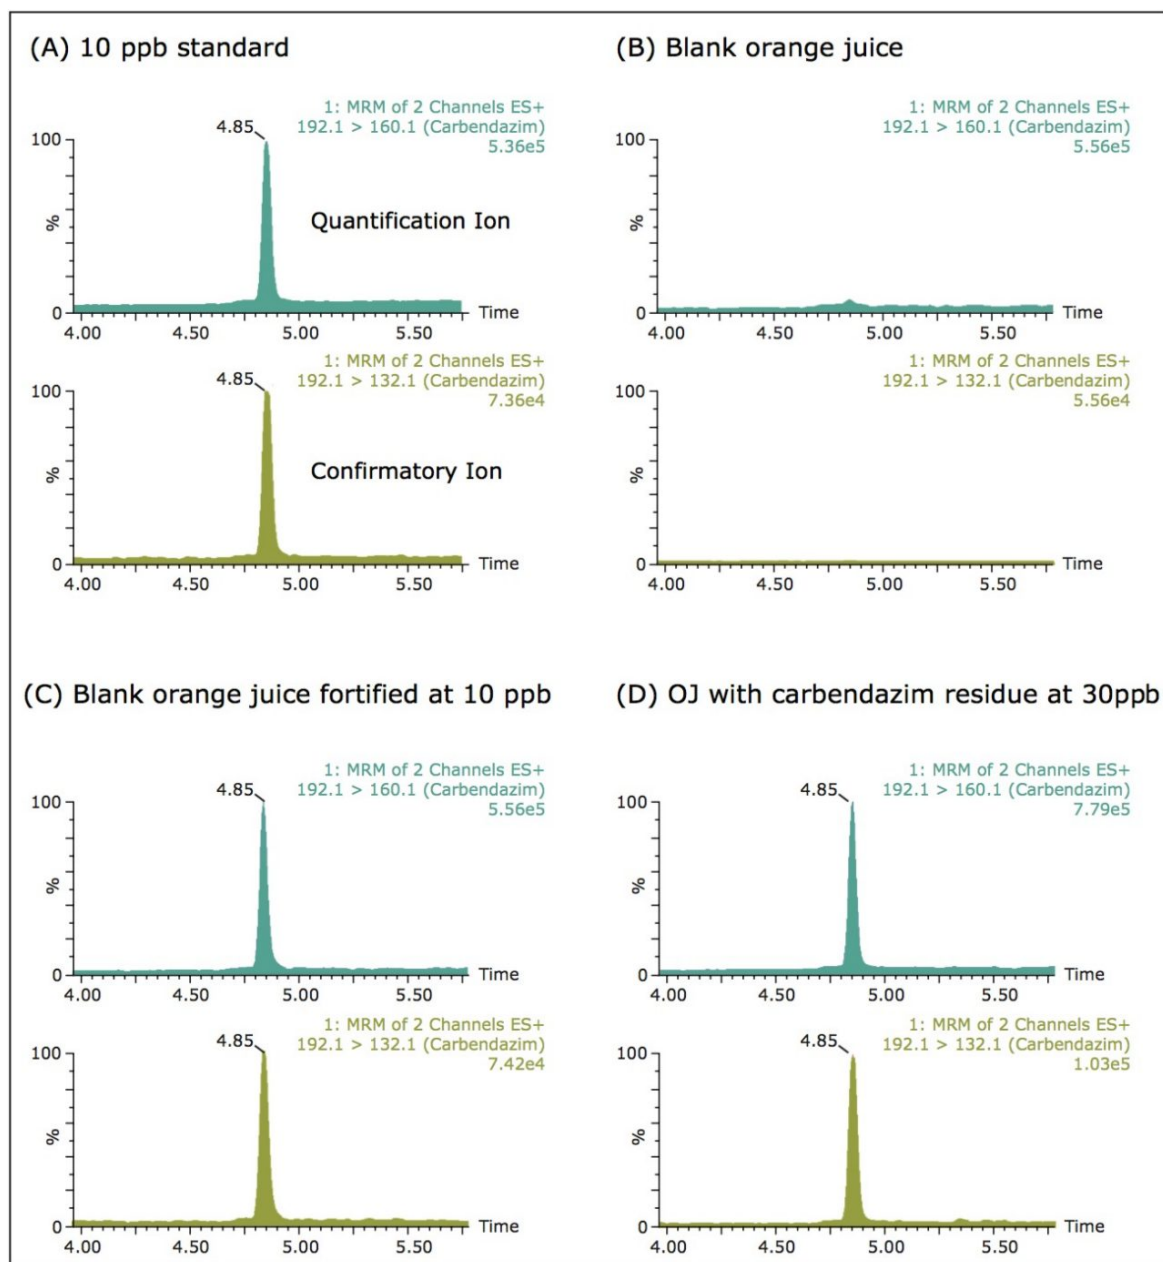 (A) 10 ppb standard
1: MRM of 2 Channels ES+
192.1 > 160.1 (Carbendazim)
5.36e5
4.85
100
%
Quantification Ion
0
Time
4.00 4.50 5.00 5.50
1: MRM of 2 Channels ES+
192.1 > 132.1 (Carbendazim)
7.36e4
4.85
100
%
Confirmatory Ion
0
Time
4.00 4.50 5.00 5.50
(B) Blank orange juice
1: MRM of 2 Channels ES+
192.1 > 160.1 (Carbendazim)
5.56e5
100
%
0
Time
4.00 4.50 5.00 5.50
1: MRM of 2 Channels ES+
192.1 > 132.1 (Carbendazim)
5.56e4
100
%
0
Time
4.00 4.50 5.00 5.50
(C) Blank orange juice fortified at 10 ppb
1: MRM of 2 Channels ES+
192.1 > 160.1 (Carbendazim)
5.56e5
4.85
100
%
0
Time
4.00 4.50 5.00 5.50
1: MRM of 2 Channels ES+
192.1 > 132.1 (Carbendazim)
7.42e4
4.85
100
%
0
Time
4.00 4.50 5.00 5.50
(D) OJ with carbendazim residue at 30ppb
1: MRM of 2 Channels ES+
192.1 > 160.1 (Carbendazim)
7.79e5
4.85
100
%
0
Time
4.00 4.50 5.00 5.50
1: MRM of 2 Channels ES+
192.1 > 132.1 (Carbendazim)
1.03e5
4.85
100
%
0
Time
4.00 4.50 5.00 5.50